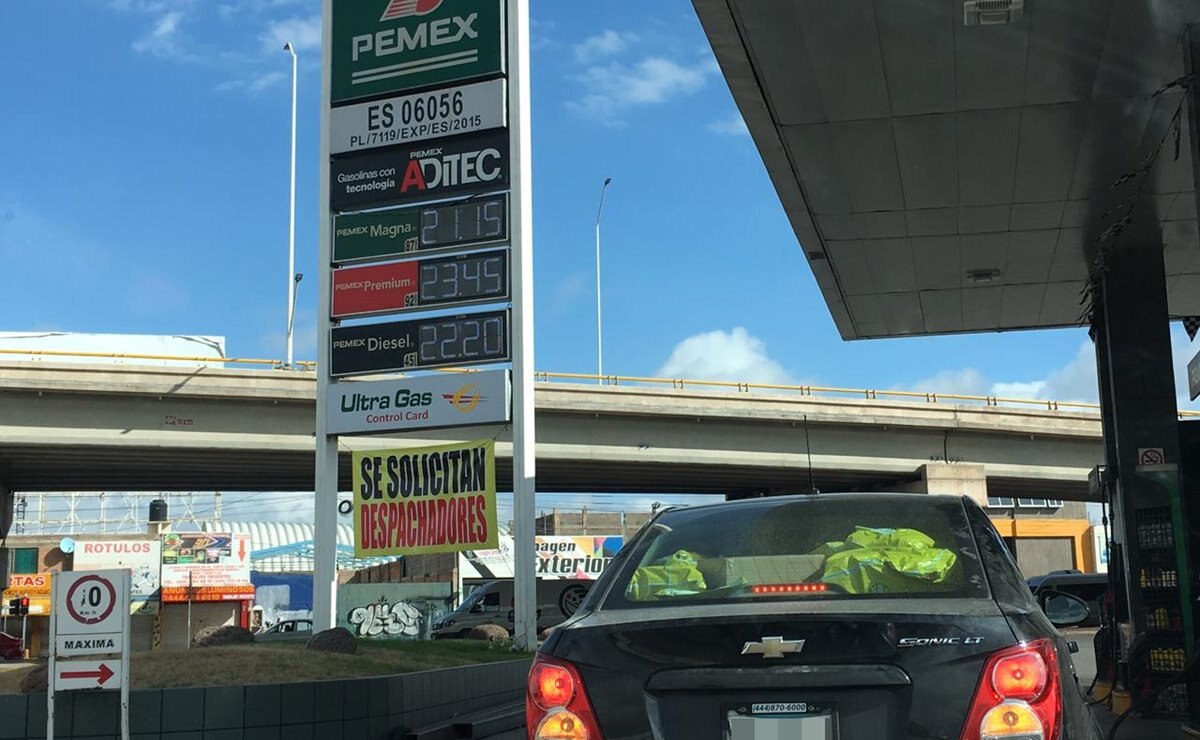 PEMEX
ES 06056
PL/7119/EXP/ES/2015
Gasolinas con
tecnología
PEMEX
ADITEC
PEMEX Magna 87 21.15
PEMEX Premium 92 23.45
PEMEX Diesel 45 22.20
Ultra Gas
Control Card
SE SOLICITAN
DESPACHADORES
ROTULOS
Exterior
10
MAXIMA
SONIC LT
(444)870-6000